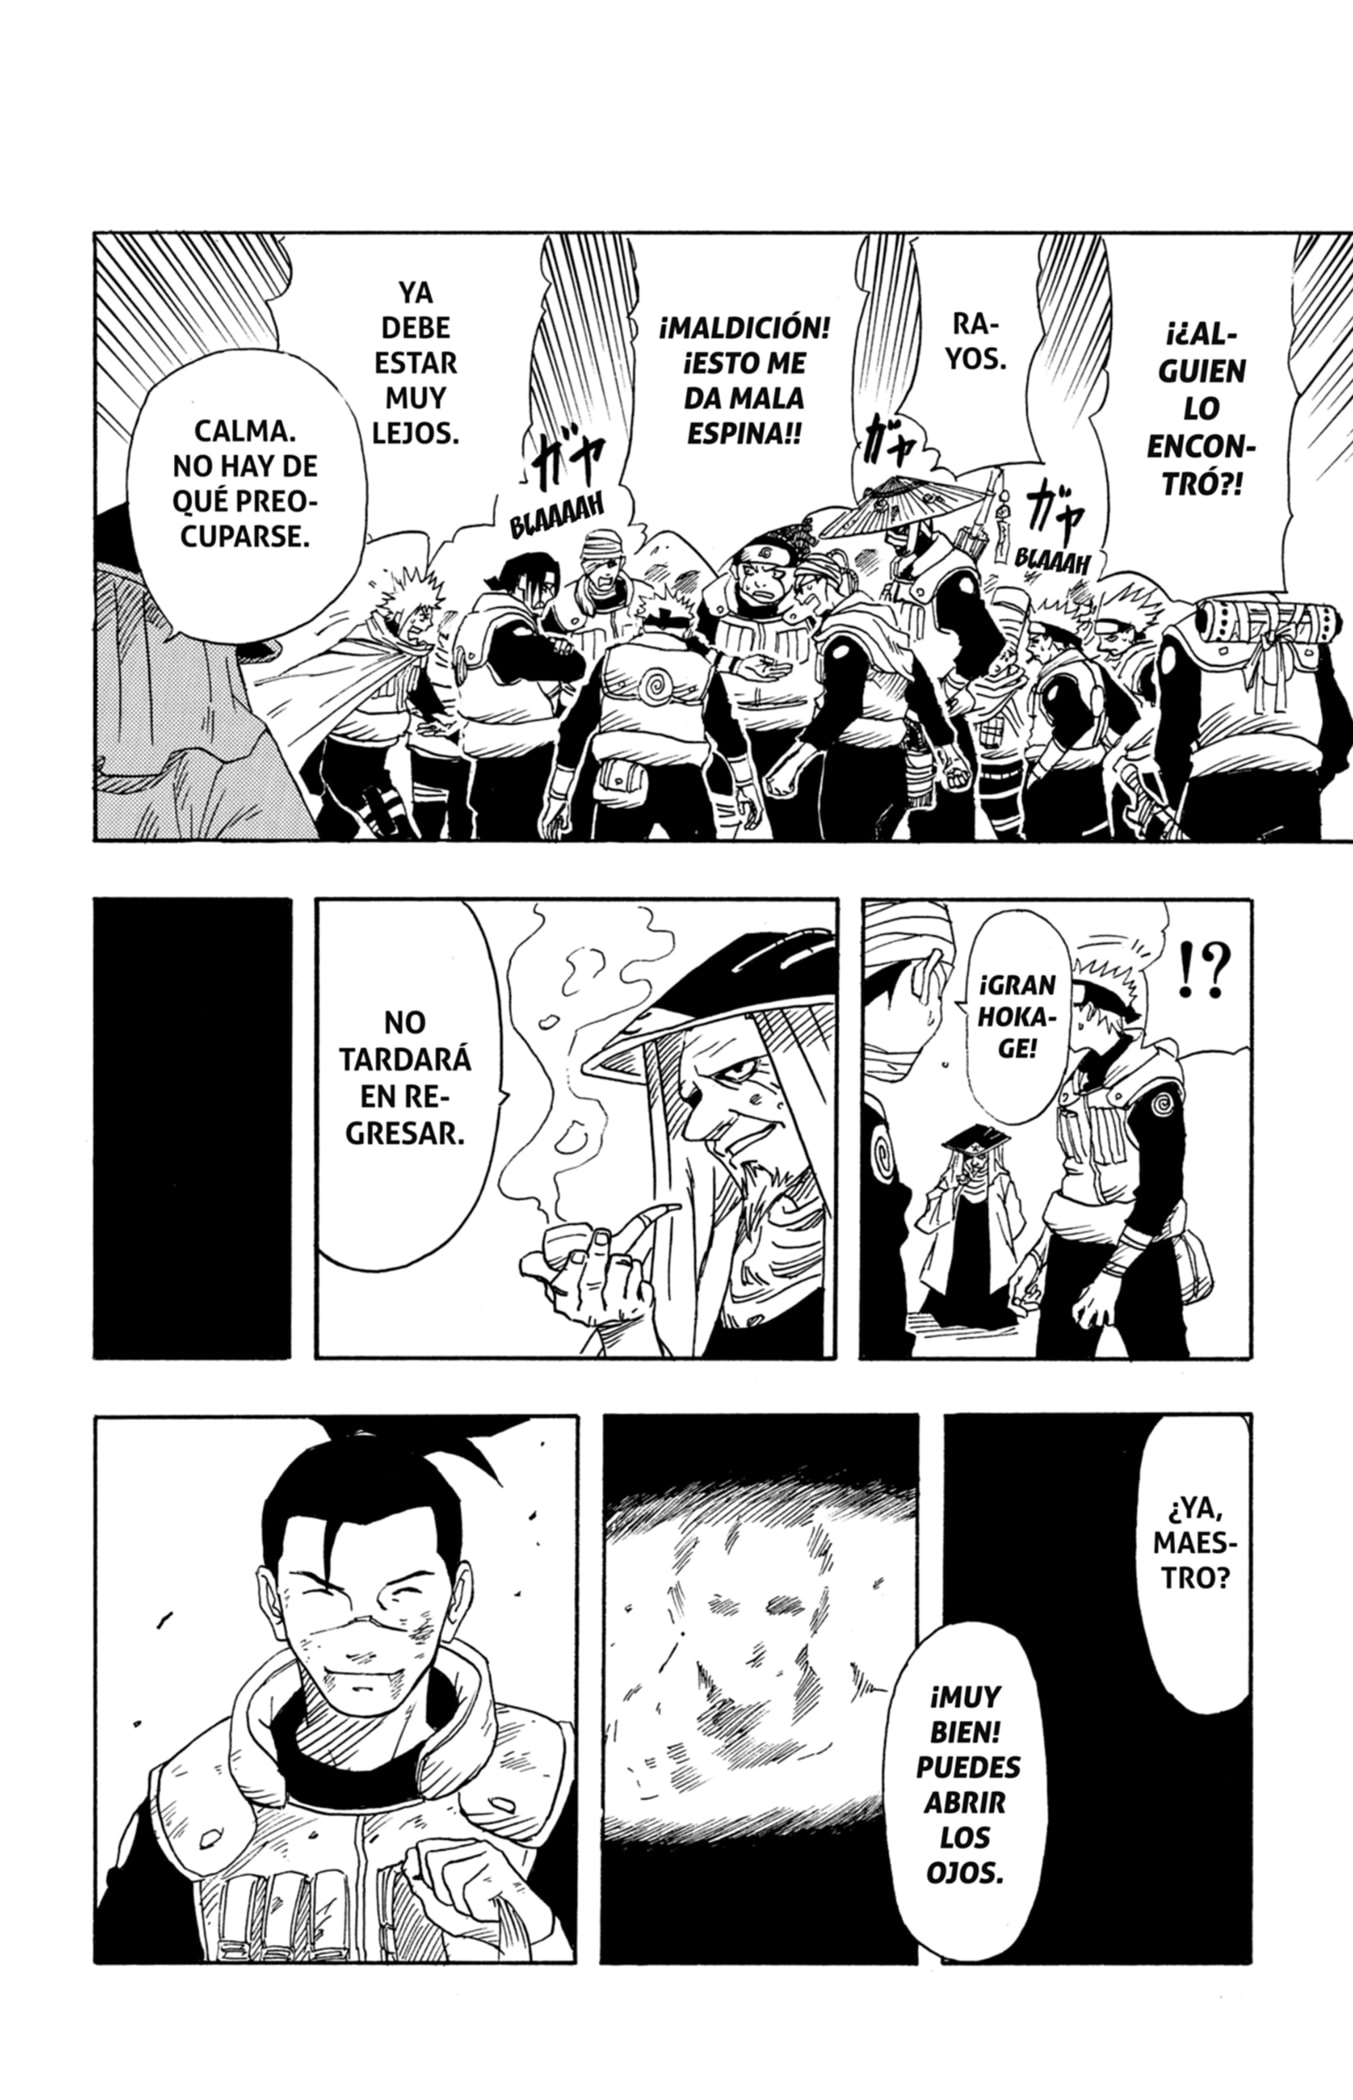 ¡¿AL-
GUIEN
LO
ENCON-
TRÓ?!
RA-
YOS.
¡MALDICIÓN!
¡ESTO ME
DA MALA
ESPINA!!
YA
DEBE
ESTAR
MUY
LEJOS.
CALMA.
NO HAY DE
QUÉ PREO-
CUPARSE.
ガヤ
BLAAAH
ガヤ
ガヤ
BLAAAAH
!?
¡GRAN
HOKA-
GE!
NO
TARDARÁ
EN RE-
GRESAR.
¿YA,
MAES-
TRO?
¡MUY
BIEN!
PUEDES
ABRIR
LOS
OJOS.